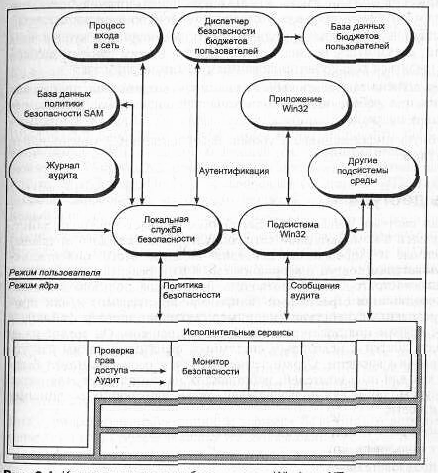 Процесс
входа
в сеть
Диспетчер
безопасности
бюджетов
пользователей
База данных
бюджетов
пользователей
База данных
политики
безопасности SAM
Приложение
Win32
Журнал
аудита
Аутентификация
Другие
подсистемы
среды
Локальная
служба
безопасности
Подсистема
Win32
Режим пользователя
Режим ядра
Политика
безопасности
Сообщения
аудита
Исполнительные сервисы
Проверка
прав
доступа
Аудит
Монитор
безопасности